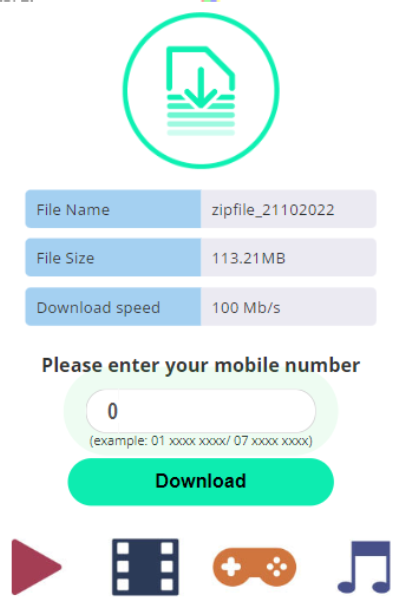 File Name zipfile_21102022
File Size 113.21MB
Download speed 100 Mb/s
Please enter your mobile number
0
(example: 01 xxxx xxxx/ 07 xxxx xxxx)
Download